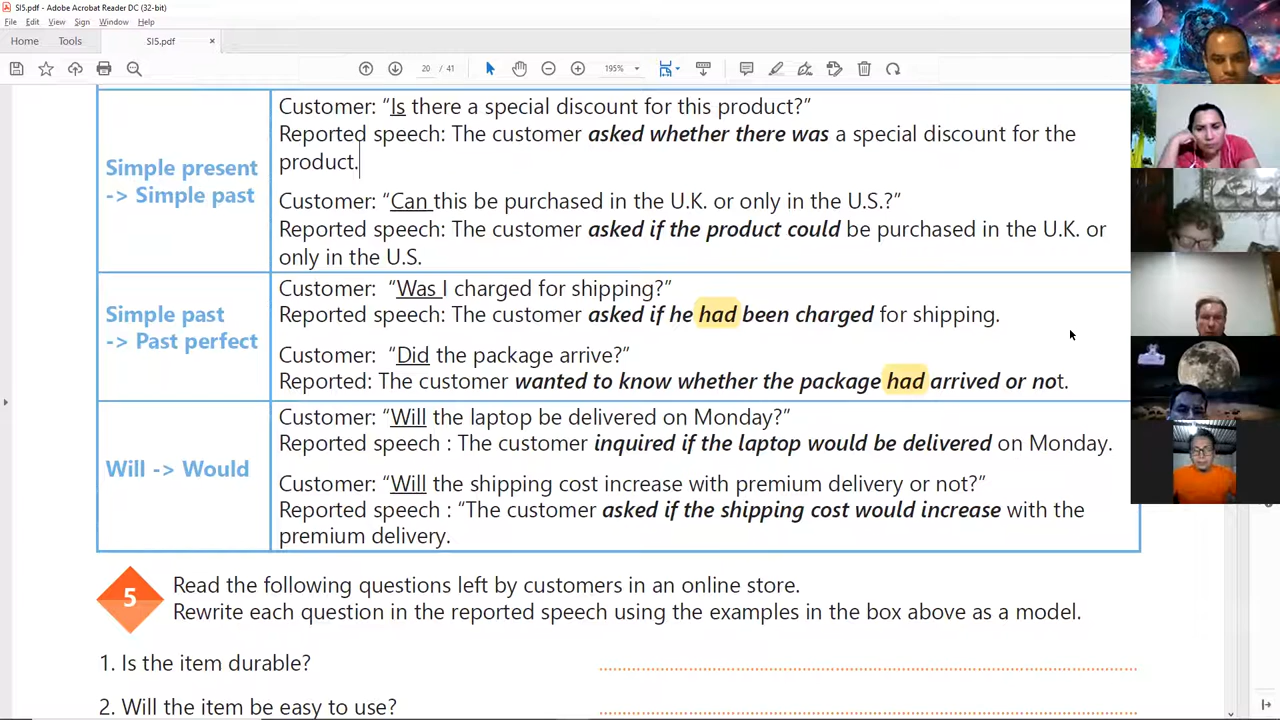 SI5.pdf - Adobe Acrobat Reader DC (32-bit)
File Edit View Sign Window Help
Home Tools SI5.pdf ×
20 / 41 195%
Customer: “Is there a special discount for this product?”
Reported speech: The customer asked whether there was a special discount for the
product.
Simple present
-> Simple past
Customer: “Can this be purchased in the U.K. or only in the U.S.?”
Reported speech: The customer asked if the product could be purchased in the U.K. or
only in the U.S.
Customer: “Was I charged for shipping?”
Simple past
-> Past perfect
Reported speech: The customer asked if he had been charged for shipping.
Customer: “Did the package arrive?”
Reported: The customer wanted to know whether the package had arrived or not.
Customer: “Will the laptop be delivered on Monday?”
Reported speech : The customer inquired if the laptop would be delivered on Monday.
Will -> Would
Customer: “Will the shipping cost increase with premium delivery or not?”
Reported speech : “The customer asked if the shipping cost would increase with the
premium delivery.
5
Read the following questions left by customers in an online store.
Rewrite each question in the reported speech using the examples in the box above as a model.
1. Is the item durable?
2. Will the item be easy to use?